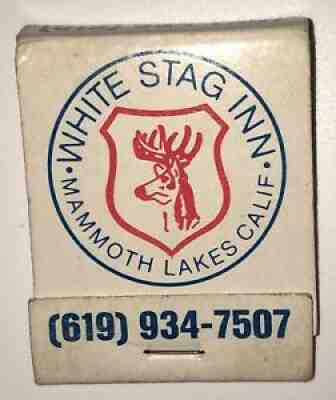 · WHITE STAG INN ·
MAMMOTH LAKES CALIF
(619) 934-7507